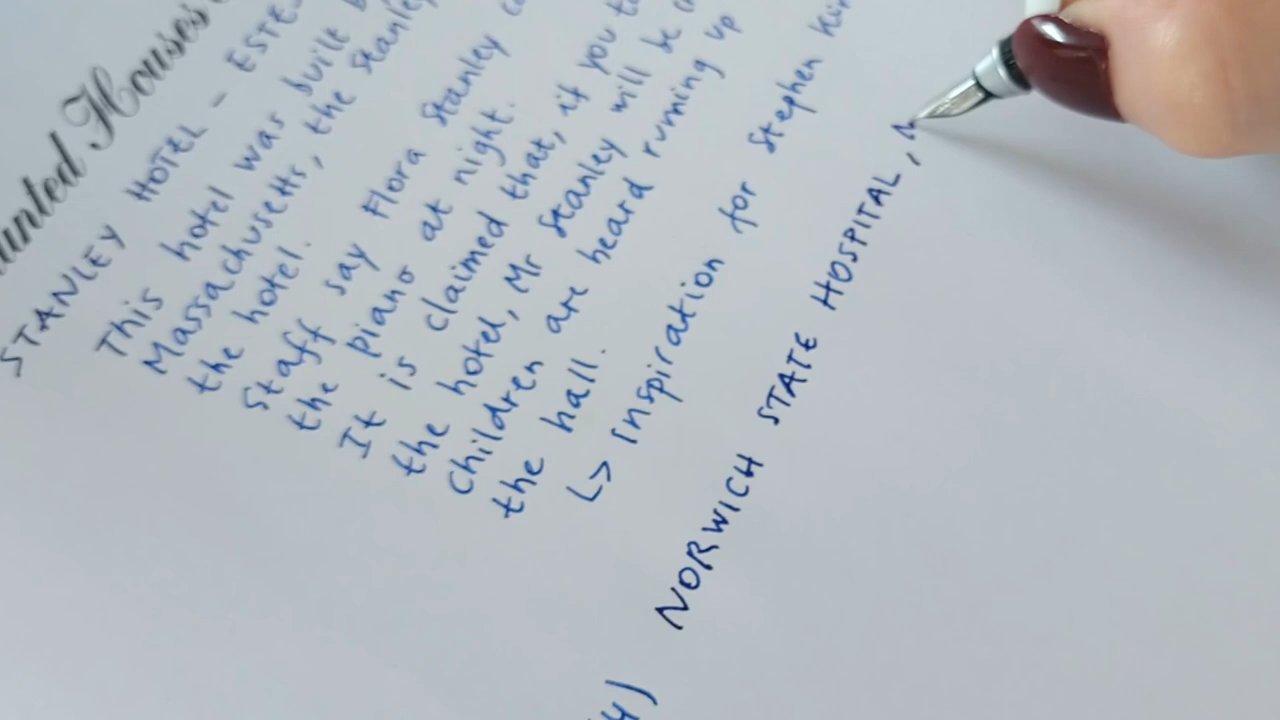 Houses
STANLEY HOTEL -
This hotel was built
Massachusetts, the Stanley
the hotel.
Staff say Flora Stanley
the piano at night.
It is claimed that, if you
the hotel, Mr Stanley will be
children are heard running up
the hall.
↳ Inspiration for Stephen
NORWICH STATE HOSPITAL,